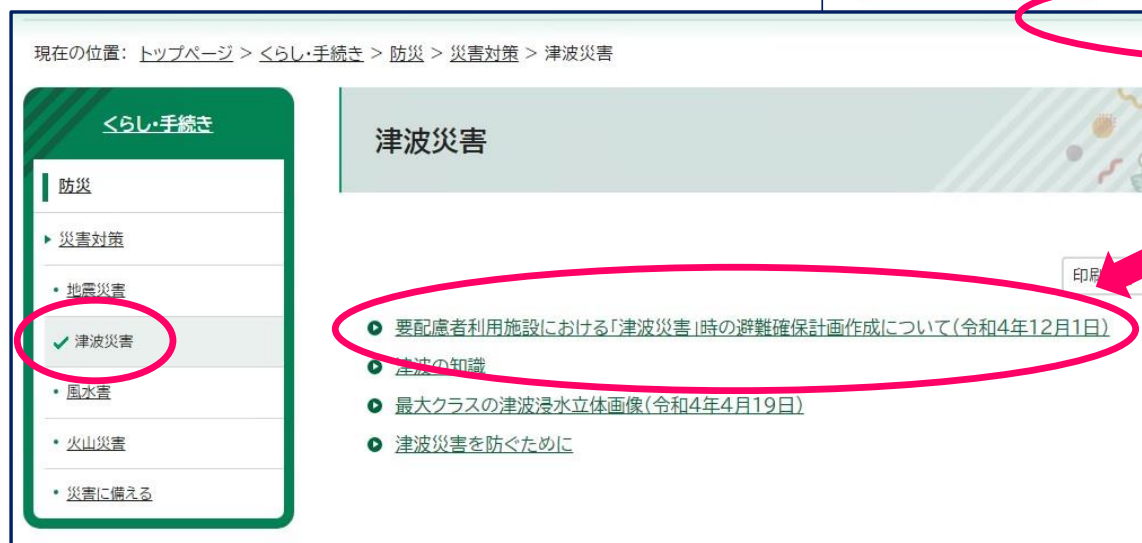 現在の位置: トップページ > くらし・手続き > 防災 > 災害対策 > 津波災害
くらし・手続き
防災
災害対策
地震災害
津波災害
風水害
火山災害
災害に備える
津波災害
印刷
要配慮者利用施設における「津波災害」時の避難確保計画作成について(令和4年12月1日)
津波の知識
最大クラスの津波浸水立体画像(令和4年4月19日)
津波災害を防ぐために